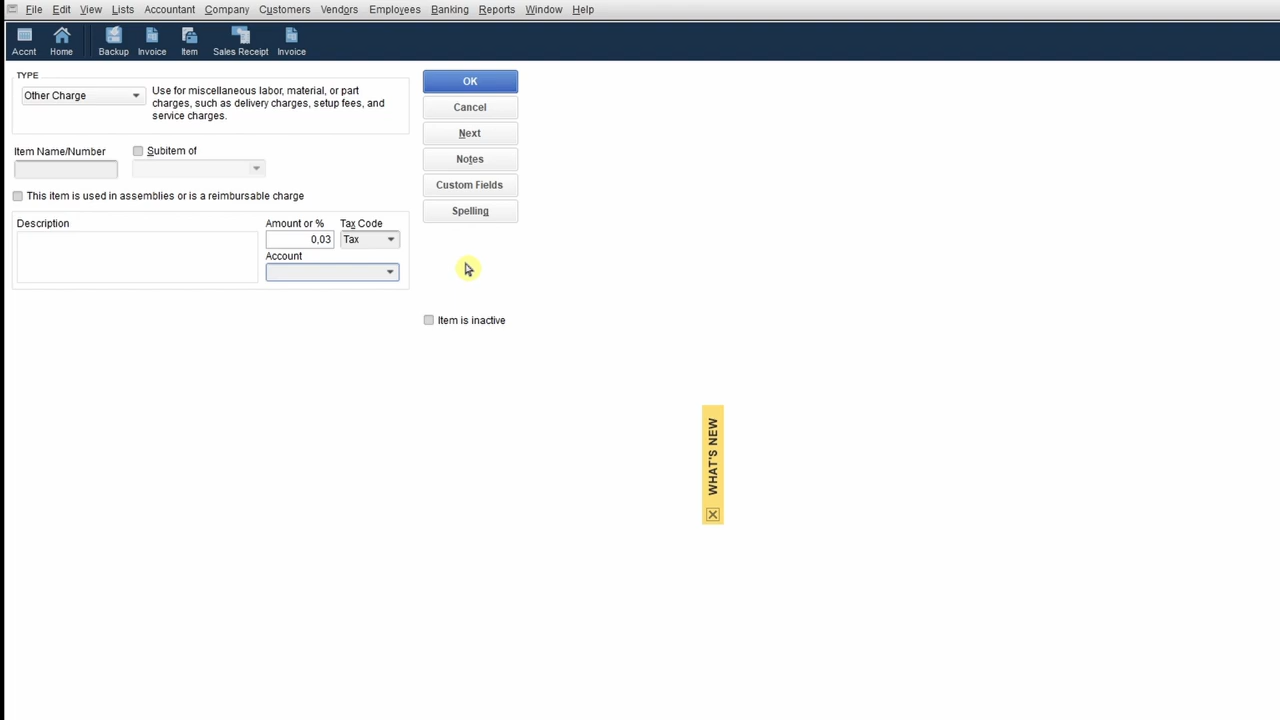 File Edit View Lists Accountant Company Customers Vendors Employees Banking Reports Window Help
Accnt Home Backup Invoice Item Sales Receipt Invoice
TYPE
Other Charge
Use for miscellaneous labor, material, or part
charges, such as delivery charges, setup fees, and
service charges.
OK
Cancel
Next
Notes
Custom Fields
Spelling
Item Name/Number
Subitem of
This item is used in assemblies or is a reimbursable charge
Description
Amount or %
Tax Code
0,03
Tax
Account
Item is inactive
WHAT'S NEW